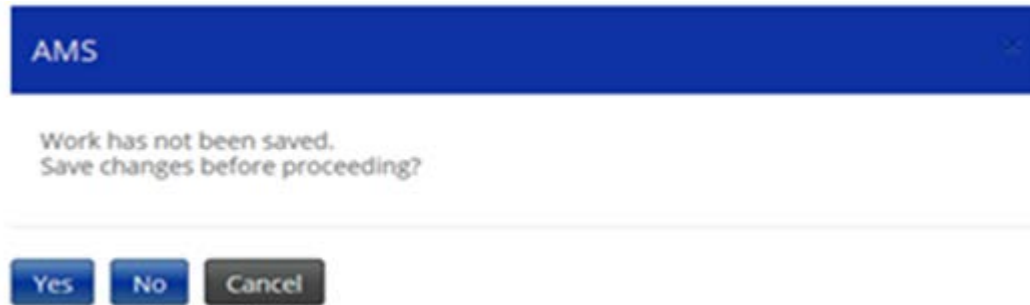 AMS
Work has not been saved.
Save changes before proceeding?
Yes No Cancel